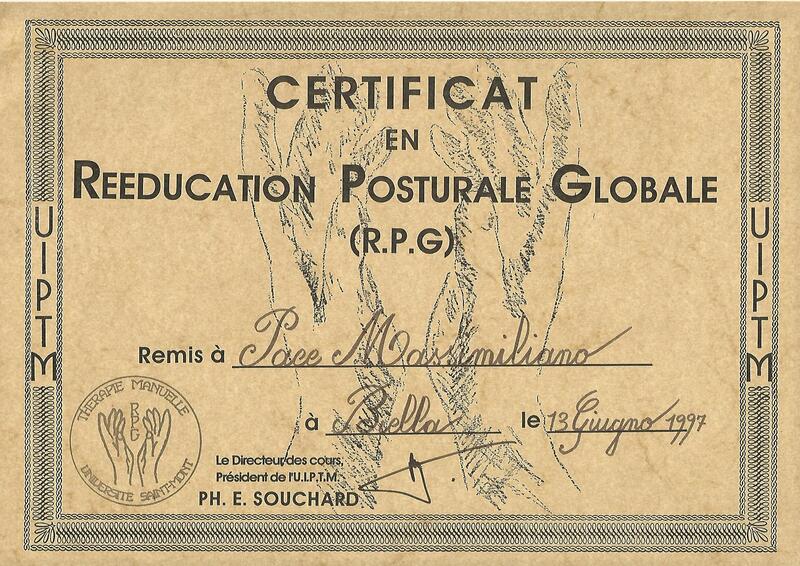 CERTIFICAT
EN
REEDUCATION POSTURALE GLOBALE
(R.P.G)
UIPTM
UIPTM
Remis à Pace Massimiliano
à Biella le 13 Giugno 1997
THERAPIE MANUELLE
RPG
UNIVERSITE SAINT-MONT
Le Directeur des cours,
Président de l'U.I.P.T.M.
PH. E. SOUCHARD